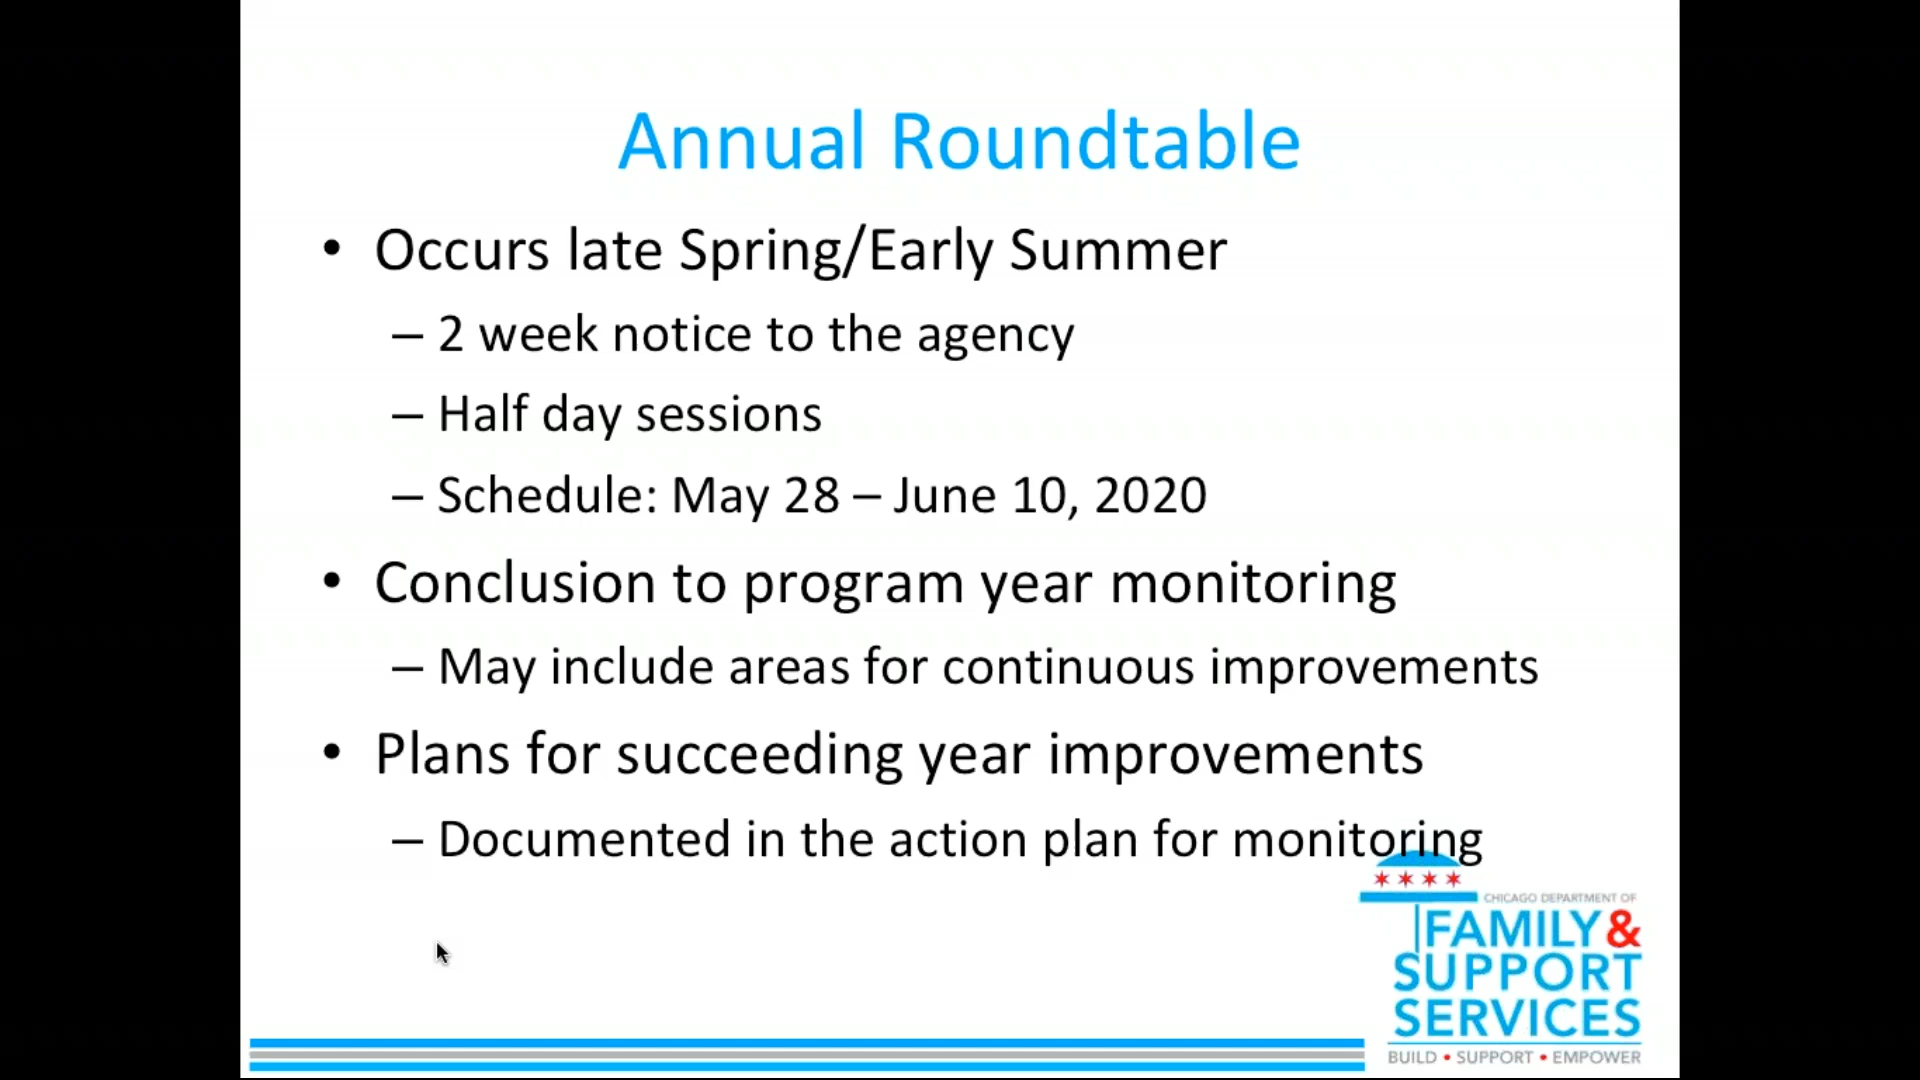 Annual Roundtable
• Occurs late Spring/Early Summer
– 2 week notice to the agency
– Half day sessions
– Schedule: May 28 – June 10, 2020
• Conclusion to program year monitoring
– May include areas for continuous improvements
• Plans for succeeding year improvements
– Documented in the action plan for monitoring
CHICAGO DEPARTMENT OF
FAMILY &
SUPPORT
SERVICES
BUILD • SUPPORT • EMPOWER